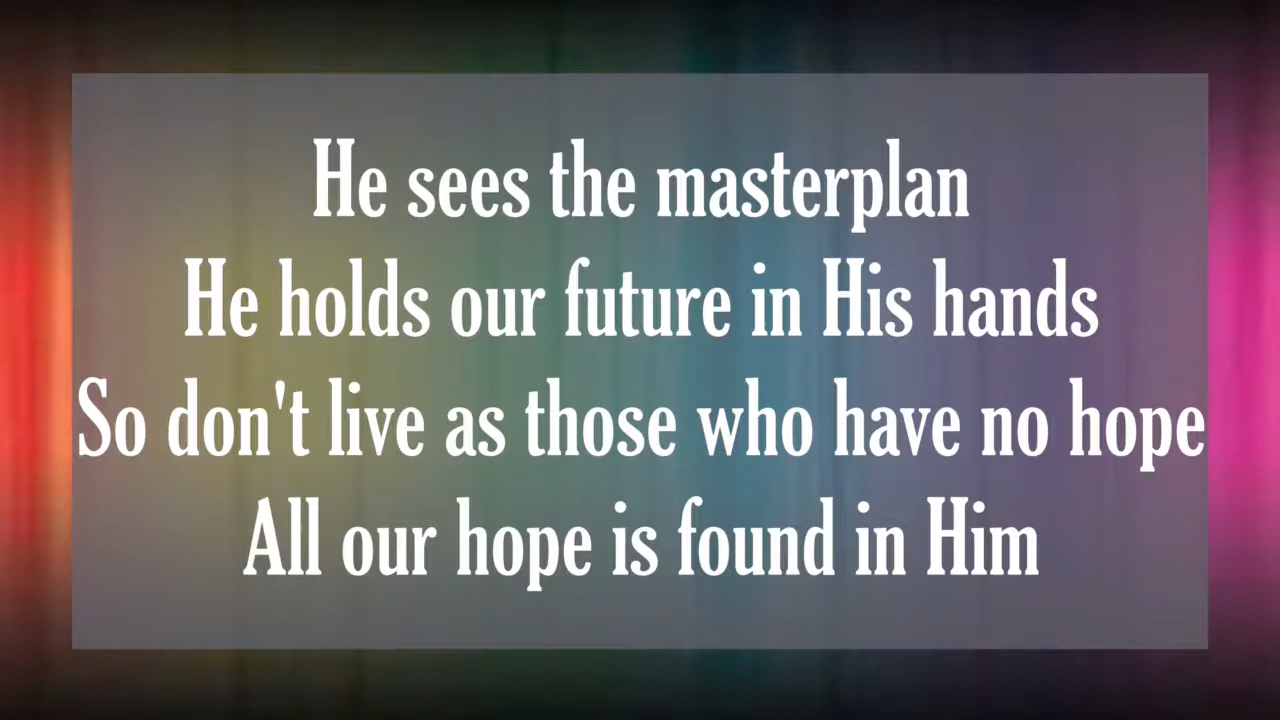 He sees the masterplan
He holds our future in His hands
So don't live as those who have no hope
All our hope is found in Him